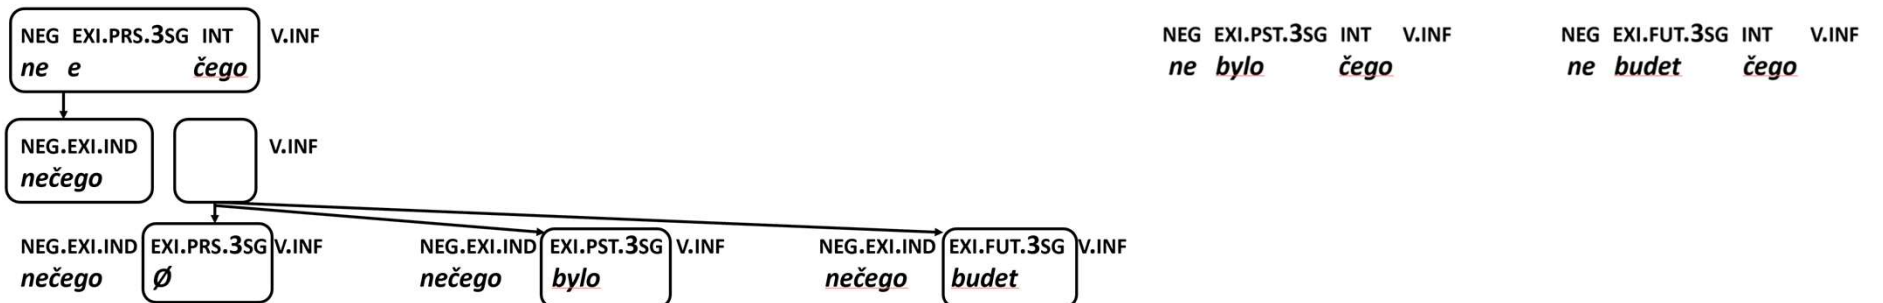 NEG EXI.PRS.3SG INT V.INF NEG EXI.PST.3SG INT V.INF NEG EXI.FUT.3SG INT V.INF
ne e čego ne bylo čego ne budet čego
NEG.EXI.IND V.INF
nečego
NEG.EXI.IND EXI.PRS.3SG V.INF NEG.EXI.IND EXI.PST.3SG V.INF NEG.EXI.IND EXI.FUT.3SG V.INF
nečego Ø nečego bylo nečego budet